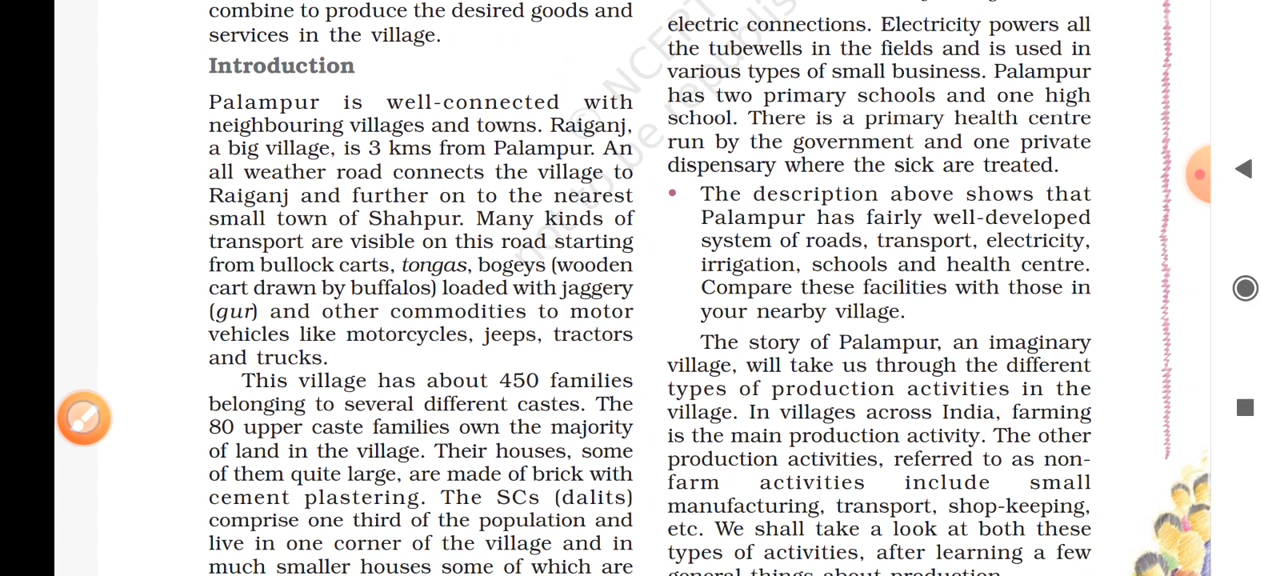 combine to produce the desired goods and
services in the village.
Introduction
Palampur is well-connected with
neighbouring villages and towns. Raiganj,
a big village, is 3 kms from Palampur. An
all weather road connects the village to
Raiganj and further on to the nearest
small town of Shahpur. Many kinds of
transport are visible on this road starting
from bullock carts, tongas, bogeys (wooden
cart drawn by buffalos) loaded with jaggery
(gur) and other commodities to motor
vehicles like motorcycles, jeeps, tractors
and trucks.
This village has about 450 families
belonging to several different castes. The
80 upper caste families own the majority
of land in the village. Their houses, some
of them quite large, are made of brick with
cement plastering. The SCs (dalits)
comprise one third of the population and
live in one corner of the village and in
much smaller houses some of which are
electric connections. Electricity powers all
the tubewells in the fields and is used in
various types of small business. Palampur
has two primary schools and one high
school. There is a primary health centre
run by the government and one private
dispensary where the sick are treated.
• The description above shows that
Palampur has fairly well-developed
system of roads, transport, electricity,
irrigation, schools and health centre.
Compare these facilities with those in
your nearby village.
The story of Palampur, an imaginary
village, will take us through the different
types of production activities in the
village. In villages across India, farming
is the main production activity. The other
production activities, referred to as non-
farm activities include small
manufacturing, transport, shop-keeping,
etc. We shall take a look at both these
types of activities, after learning a few
general things about production.
© NCERT
not to be republis